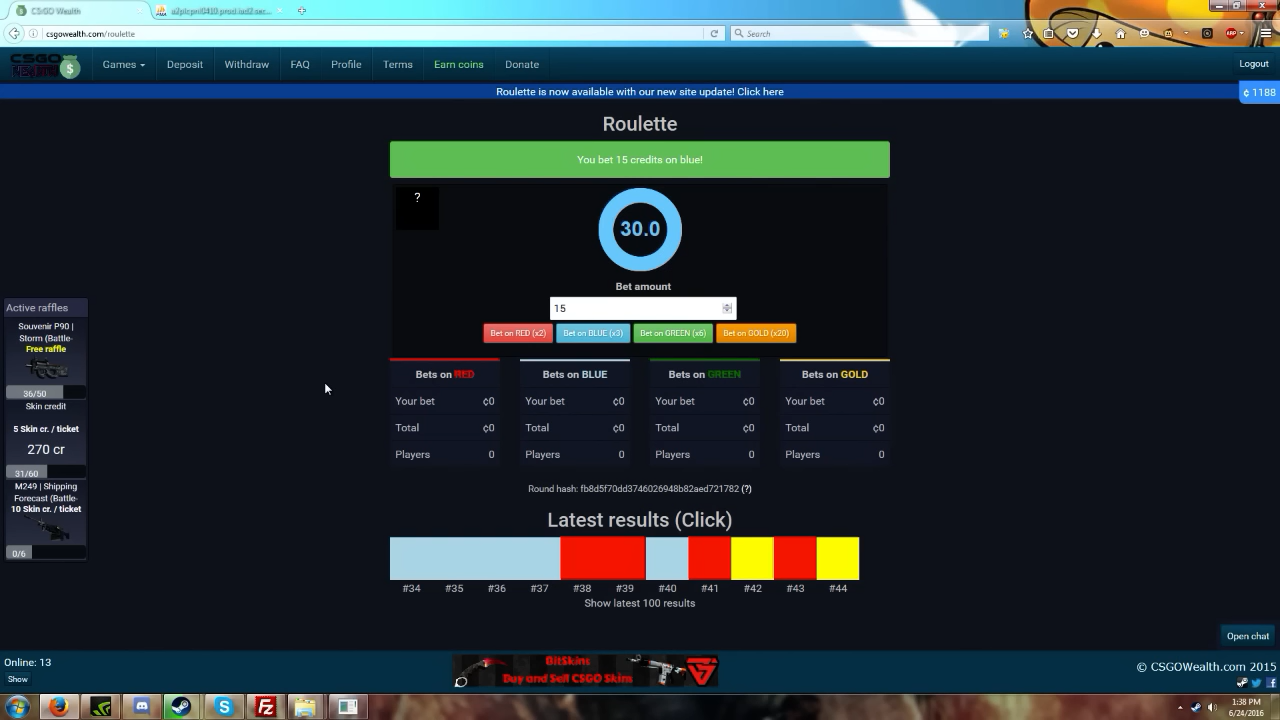 CS:GO Wealth
a2plcpnl0410.prod.iad2.sec...
csgowealth.com/roulette
Search
CSGO
Games
Deposit
Withdraw
FAQ
Profile
Terms
Earn coins
Donate
Logout
Roulette is now available with our new site update! Click here
¢ 1188
Roulette
You bet 15 credits on blue!
?
30.0
Bet amount
15
Bet on RED (x2)
Bet on BLUE (x3)
Bet on GREEN (x6)
Bet on GOLD (x20)
Bets on RED
Your bet ¢0
Total ¢0
Players 0
Bets on BLUE
Your bet ¢0
Total ¢0
Players 0
Bets on GREEN
Your bet ¢0
Total ¢0
Players 0
Bets on GOLD
Your bet ¢0
Total ¢0
Players 0
Round hash: fb8d5f70dd3746026948b82aed721782 (?)
Latest results (Click)
#34 #35 #36 #37 #38 #39 #40 #41 #42 #43 #44
Show latest 100 results
Active raffles
Souvenir P90 |
Storm (Battle-
Free raffle
36/50
Skin credit
5 Skin cr. / ticket
270 cr
31/60
M249 | Shipping
Forecast (Battle-
10 Skin cr. / ticket
0/6
Open chat
Online: 13
Show
BitSkins
Buy and Sell CSGO Skins
© CSGOWealth.com 2015
1:38 PM
6/24/2016